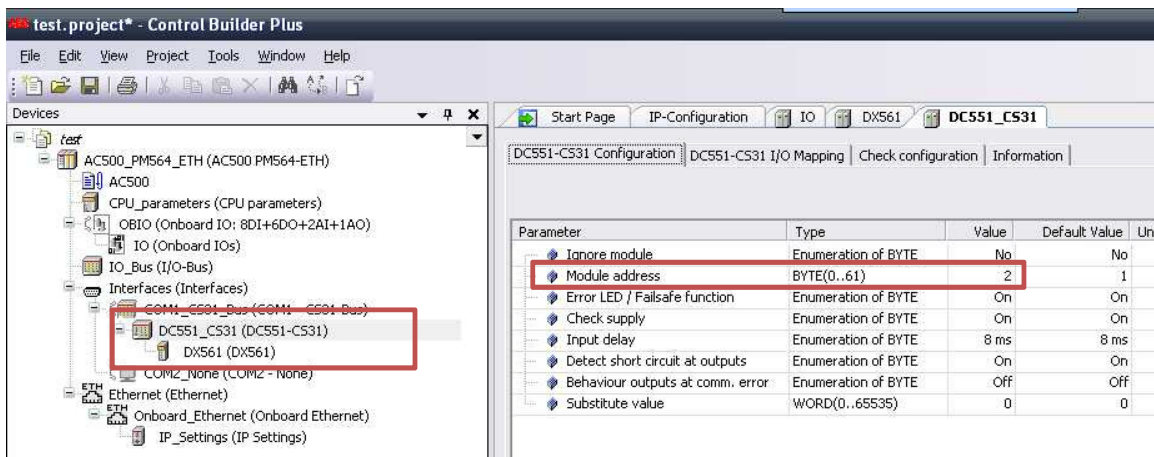 test.project* - Control Builder Plus
File Edit View Project Tools Window Help
Devices
test
AC500_PM564_ETH (AC500 PM564-ETH)
AC500
CPU_parameters (CPU parameters)
OBIO (Onboard IO: 8DI+6DO+2AI+1AO)
IO (Onboard IOs)
IO_Bus (I/O-Bus)
Interfaces (Interfaces)
COM1_CS31_Bus (COM1 - CS31-Bus)
DC551_CS31 (DC551-CS31)
DX561 (DX561)
COM2_None (COM2 - None)
Ethernet (Ethernet)
Onboard_Ethernet (Onboard Ethernet)
IP_Settings (IP Settings)
Start Page IP-Configuration IO DX561 DC551_CS31
DC551-CS31 Configuration DC551-CS31 I/O Mapping Check configuration Information
Parameter Type Value Default Value Un
Ignore module Enumeration of BYTE No No
Module address BYTE(0..61) 2 1
Error LED / Failsafe function Enumeration of BYTE On On
Check supply Enumeration of BYTE On On
Input delay Enumeration of BYTE 8 ms 8 ms
Detect short circuit at outputs Enumeration of BYTE On On
Behaviour outputs at comm. error Enumeration of BYTE Off Off
Substitute value WORD(0..65535) 0 0